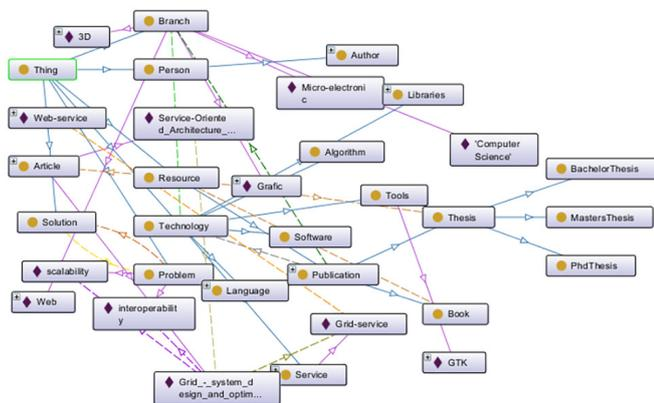 Branch
3D
Author
Thing
Person
Micro-electroni
c
Libraries
Web-service
Service-Oriente
d_Architecture_...
'Computer
Science'
Algorithm
Article
Resource
Grafic
BachelorThesis
Tools
Thesis
MastersThesis
Solution
Technology
Software
PhdThesis
scalability
Problem
Publication
Language
Web
interoperabilit
y
Book
Grid-service
GTK
Service
Grid_-_system_d
esign_and_optim...